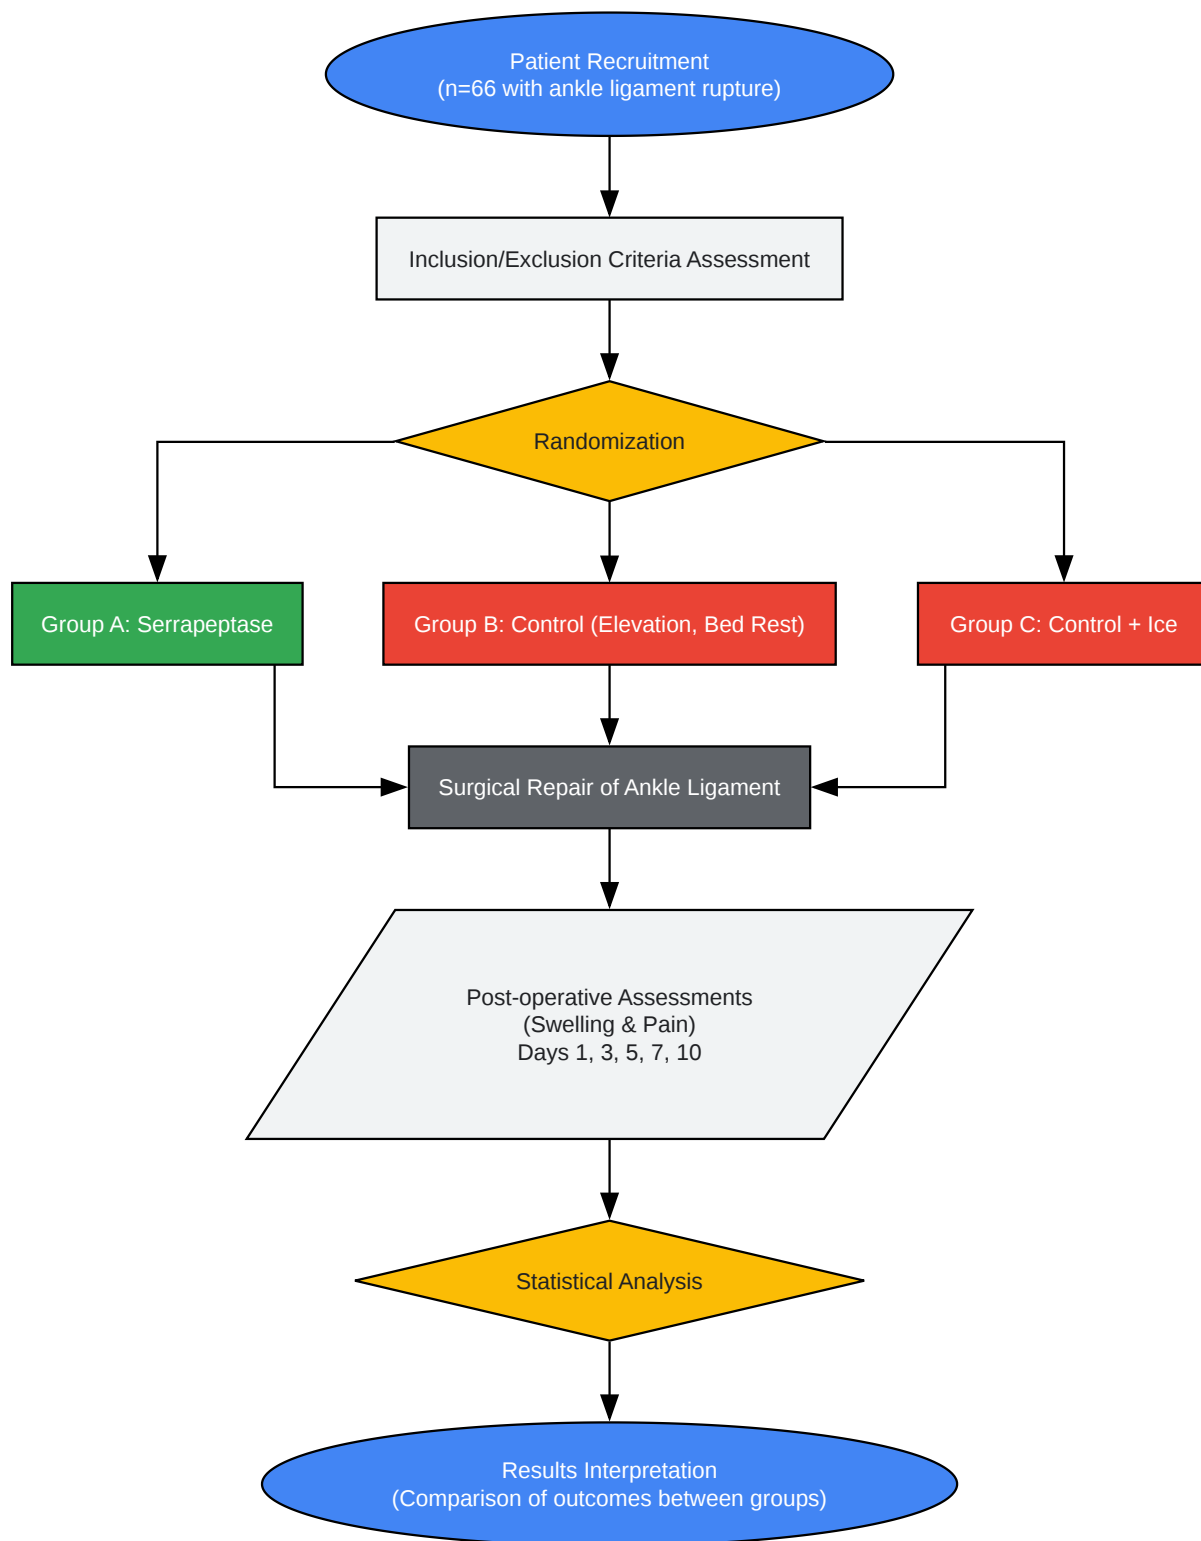 Patient Recruitment
(n=66 with ankle ligament rupture)
Inclusion/Exclusion Criteria Assessment
Randomization
Group A: Serrapeptase
Group B: Control (Elevation, Bed Rest)
Group C: Control + Ice
Surgical Repair of Ankle Ligament
Post-operative Assessments
(Swelling & Pain)
Days 1, 3, 5, 7, 10
Statistical Analysis
Results Interpretation
(Comparison of outcomes between groups)